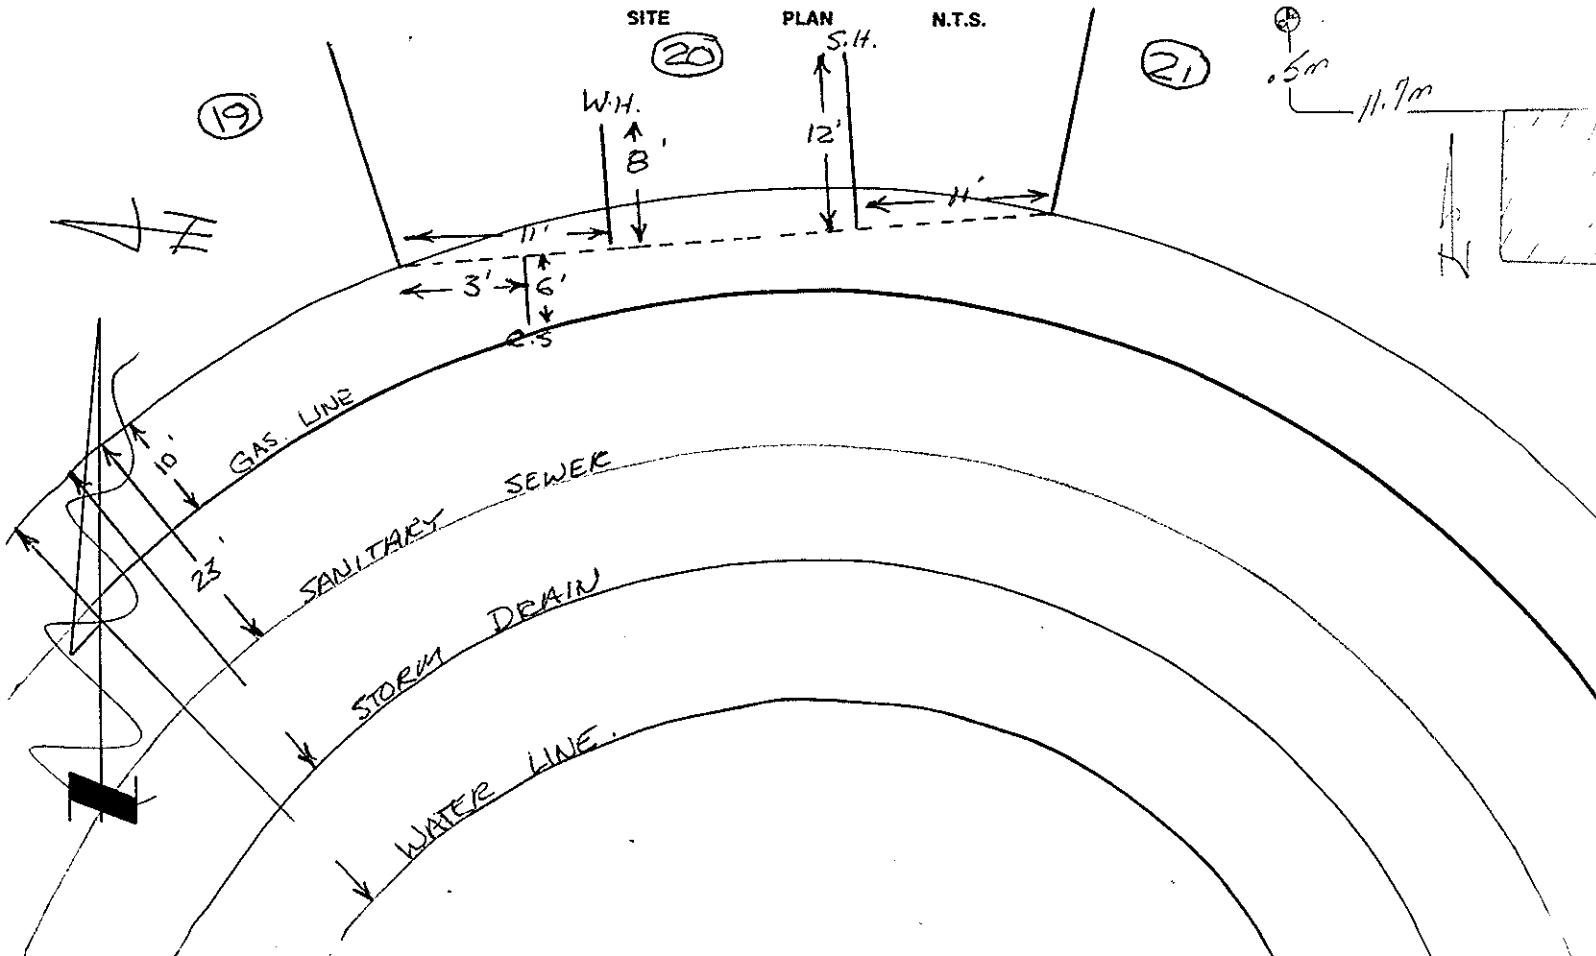 SITE PLAN N.T.S.
19
20
21
W.H.
8'
S.H.
12'
.5m
11.7m
11'
11'
3'
6'
C.S
N
10'
23'
GAS. LINE
SANITARY SEWER
STORM DRAIN
WATER LINE.